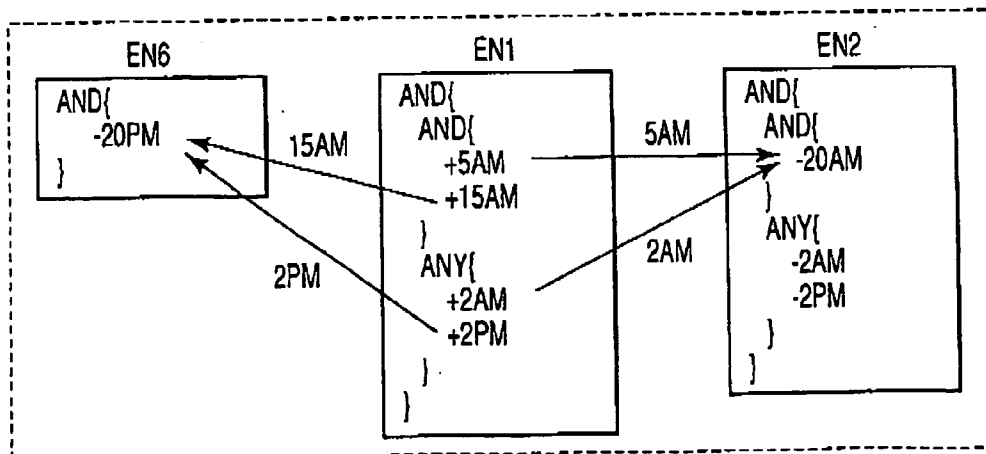 EN6
AND{
-20PM
}
15AM
2PM
EN1
AND{
AND{
+5AM
+15AM
}
ANY{
+2AM
+2PM
}
}
5AM
2AM
EN2
AND{
AND{
-20AM
}
ANY{
-2AM
-2PM
}
}